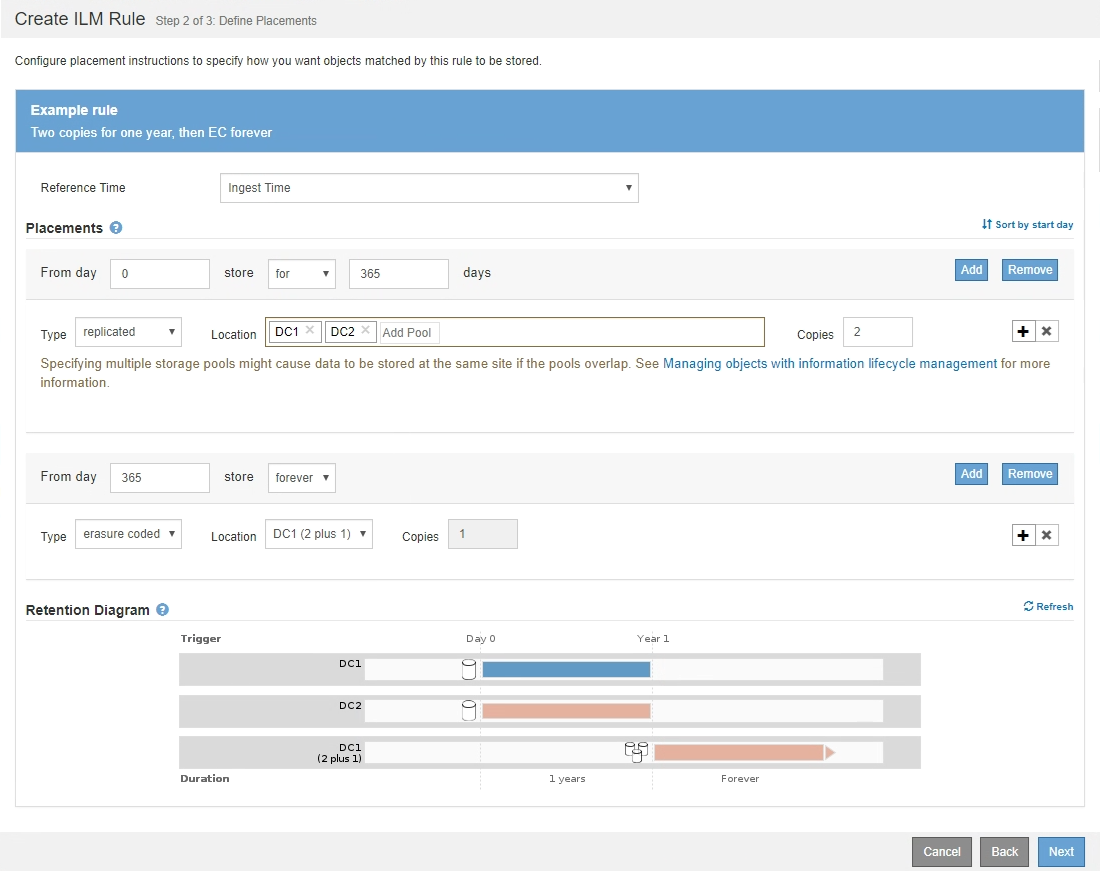 Create ILM Rule Step 2 of 3: Define Placements
Configure placement instructions to specify how you want objects matched by this rule to be stored.
Example rule
Two copies for one year, then EC forever
Reference Time Ingest Time
Placements ?
Sort by start day
From day 0 store for 365 days Add Remove
Type replicated Location DC1 × DC2 × Add Pool Copies 2
Specifying multiple storage pools might cause data to be stored at the same site if the pools overlap. See Managing objects with information lifecycle management for more
information.
From day 365 store forever Add Remove
Type erasure coded Location DC1 (2 plus 1) Copies 1
Retention Diagram ?
Refresh
Trigger Day 0 Year 1
DC1
DC2
DC1
(2 plus 1)
Duration 1 years Forever
Cancel Back Next